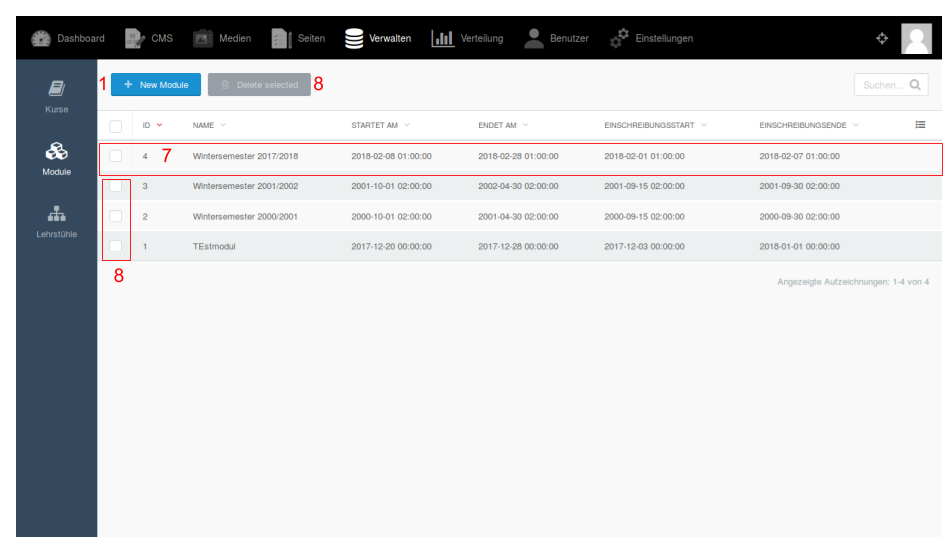 Dashboard CMS Medien Seiten Verwalten Verteilung Benutzer Einstellungen
Kurse
Module
Lehrstühle
1 + New Module Delete selected 8 Suchen...
ID NAME STARTET AM ENDET AM EINSCHREIBUNGSSTART EINSCHREIBUNGSENDE
4 7 Wintersemester 2017/2018 2018-02-08 01:00:00 2018-02-28 01:00:00 2018-02-01 01:00:00 2018-02-07 01:00:00
3 Wintersemester 2001/2002 2001-10-01 02:00:00 2002-04-30 02:00:00 2001-09-15 02:00:00 2001-09-30 02:00:00
2 Wintersemester 2000/2001 2000-10-01 02:00:00 2001-04-30 02:00:00 2000-09-15 02:00:00 2000-09-30 02:00:00
1 TEstmodul 2017-12-20 00:00:00 2017-12-28 00:00:00 2017-12-03 00:00:00 2018-01-01 00:00:00
8
Angezeigte Aufzeichnungen: 1-4 von 4